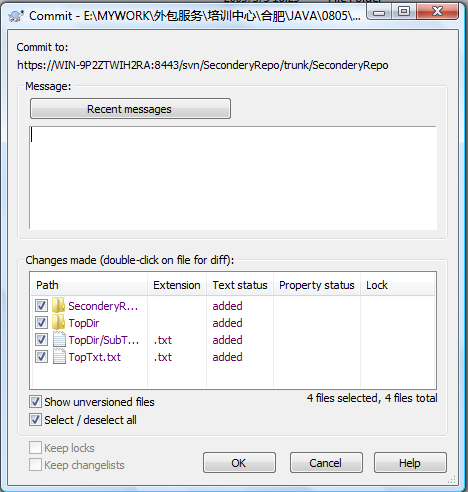 Commit - E:\MYWORK\外包服务\培训中心\合肥\JAVA\0805\...
Commit to:
https://WIN-9P2ZTWIH2RA:8443/svn/SeconderyRepo/trunk/SeconderyRepo
Message:
Recent messages
Changes made (double-click on file for diff):
Path Extension Text status Property status Lock
SeconderyR... added
TopDir added
TopDir/SubT... .txt added
TopTxt.txt .txt added
Show unversioned files 4 files selected, 4 files total
Select / deselect all
Keep locks
Keep changelists
OK Cancel Help